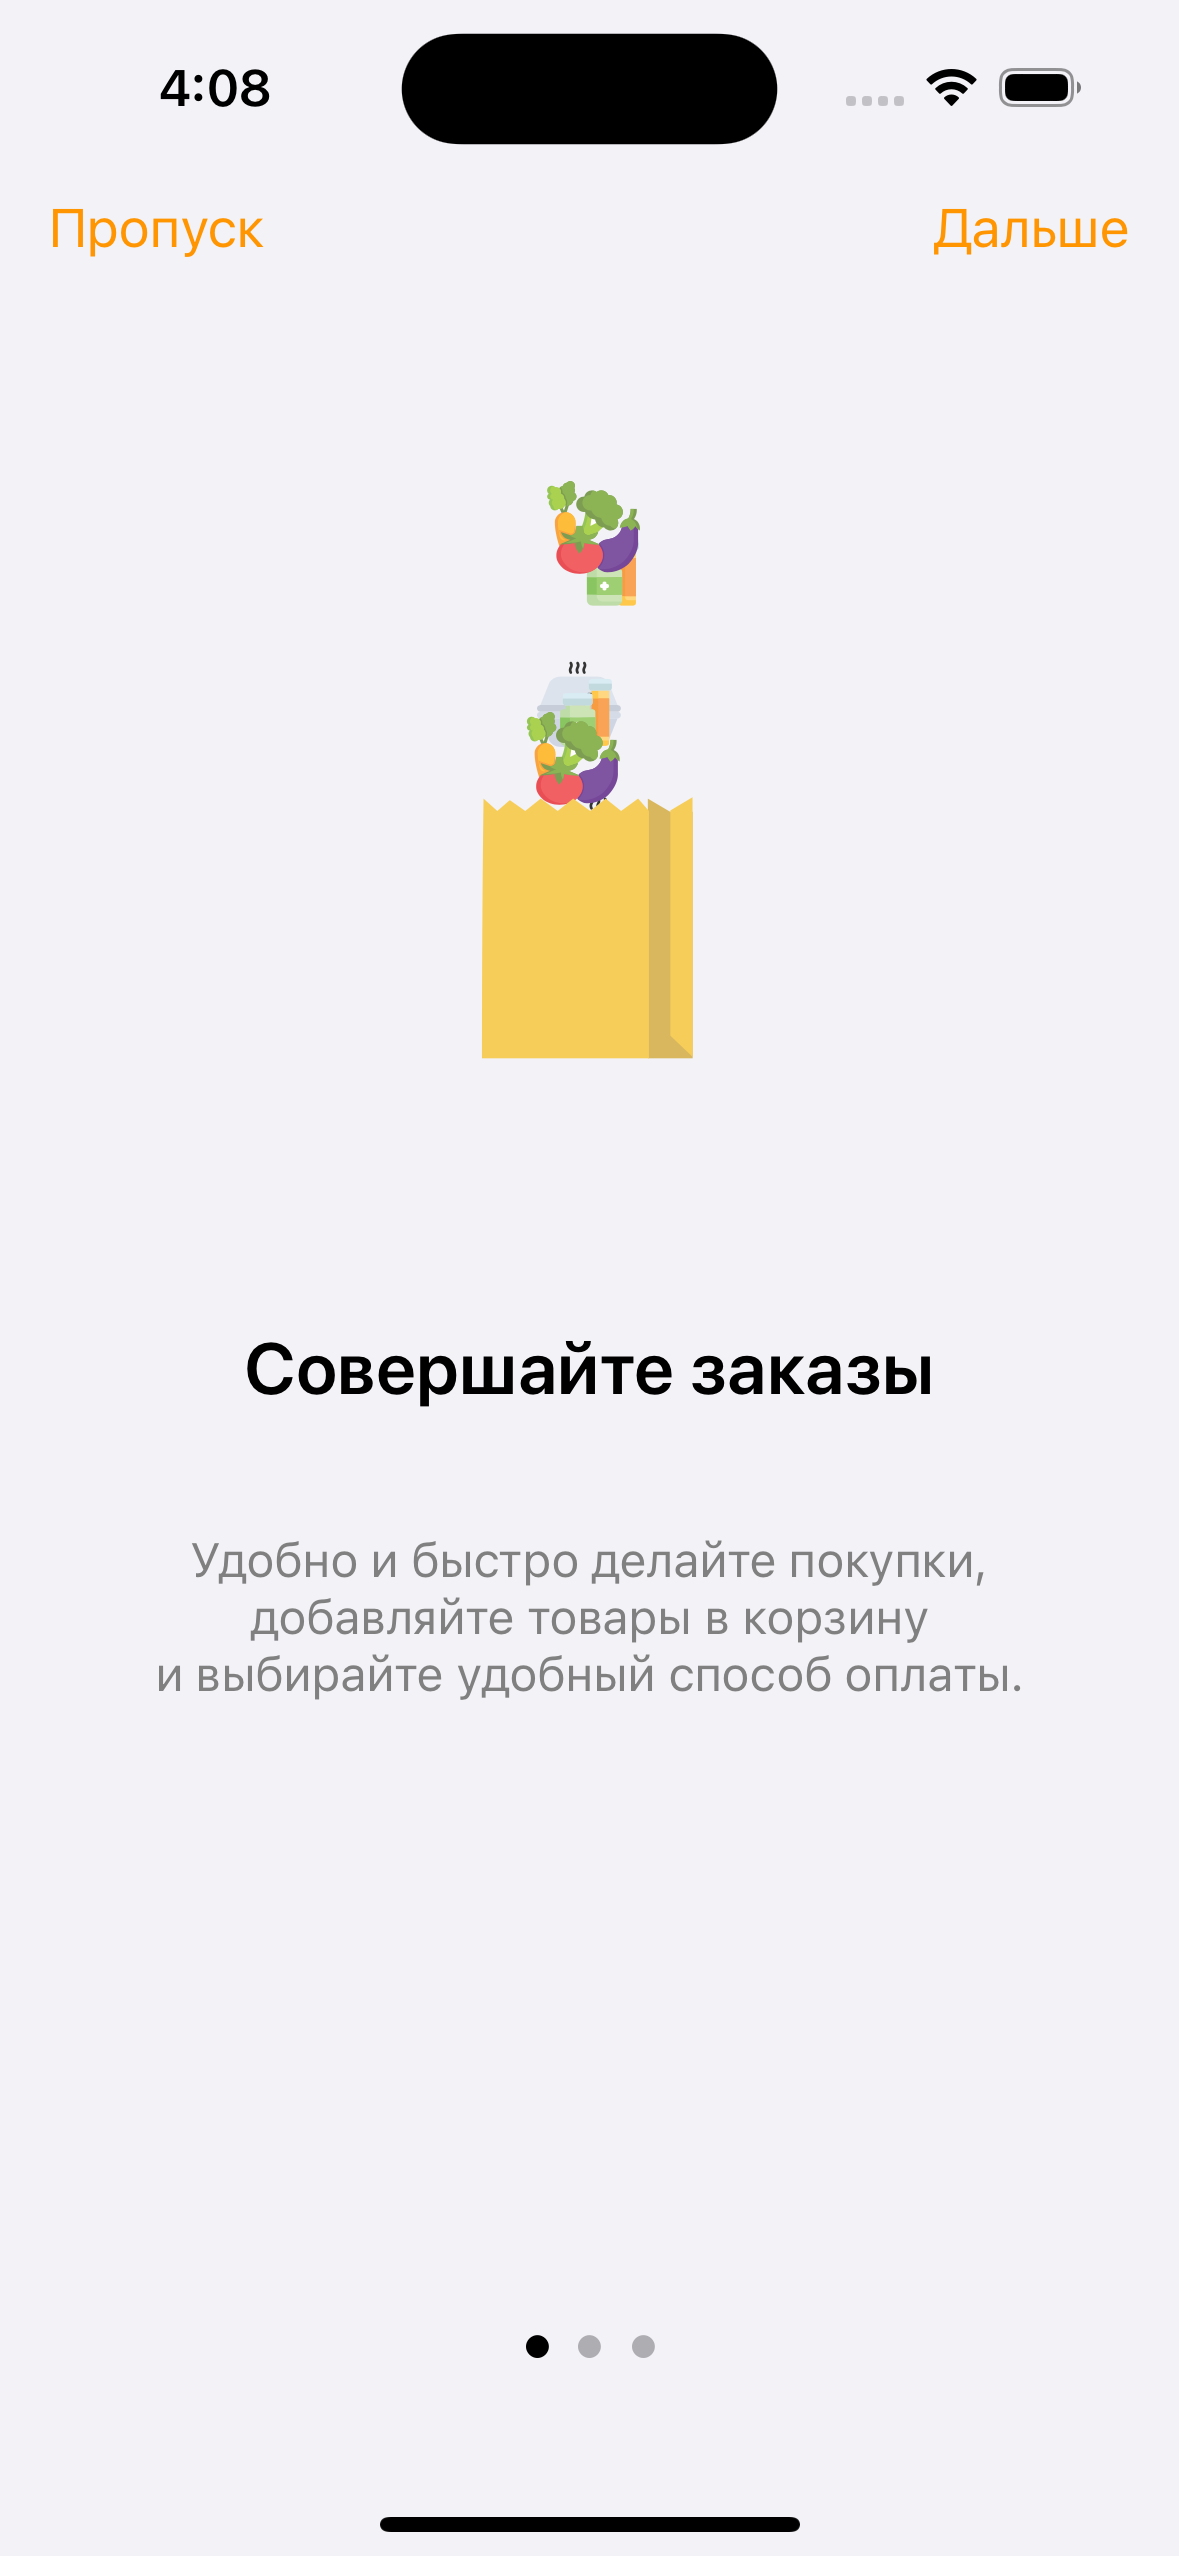 4:08
Пропуск
Дальше
Совершайте заказы
Удобно и быстро делайте покупки,
добавляйте товары в корзину
и выбирайте удобный способ оплаты.